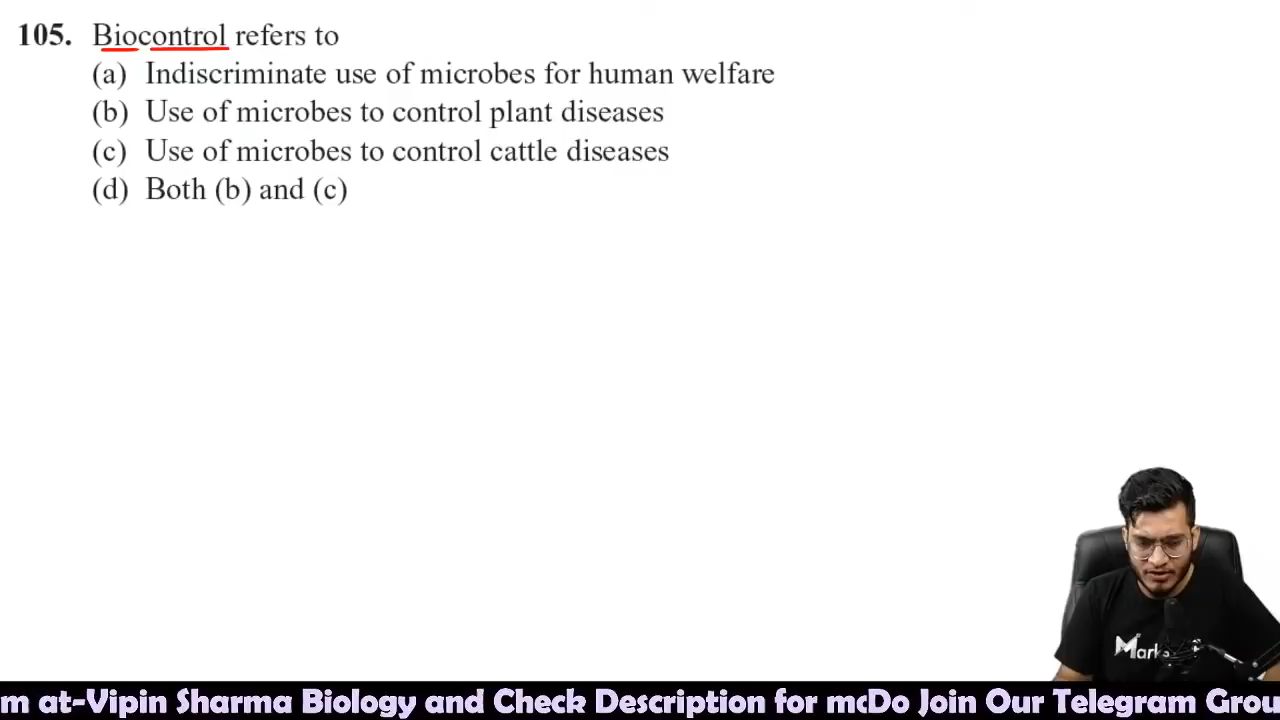 105. Biocontrol refers to
(a) Indiscriminate use of microbes for human welfare
(b) Use of microbes to control plant diseases
(c) Use of microbes to control cattle diseases
(d) Both (b) and (c)
Marks
m at-Vipin Sharma Biology and Check Description for mcDo Join Our Telegram Grou